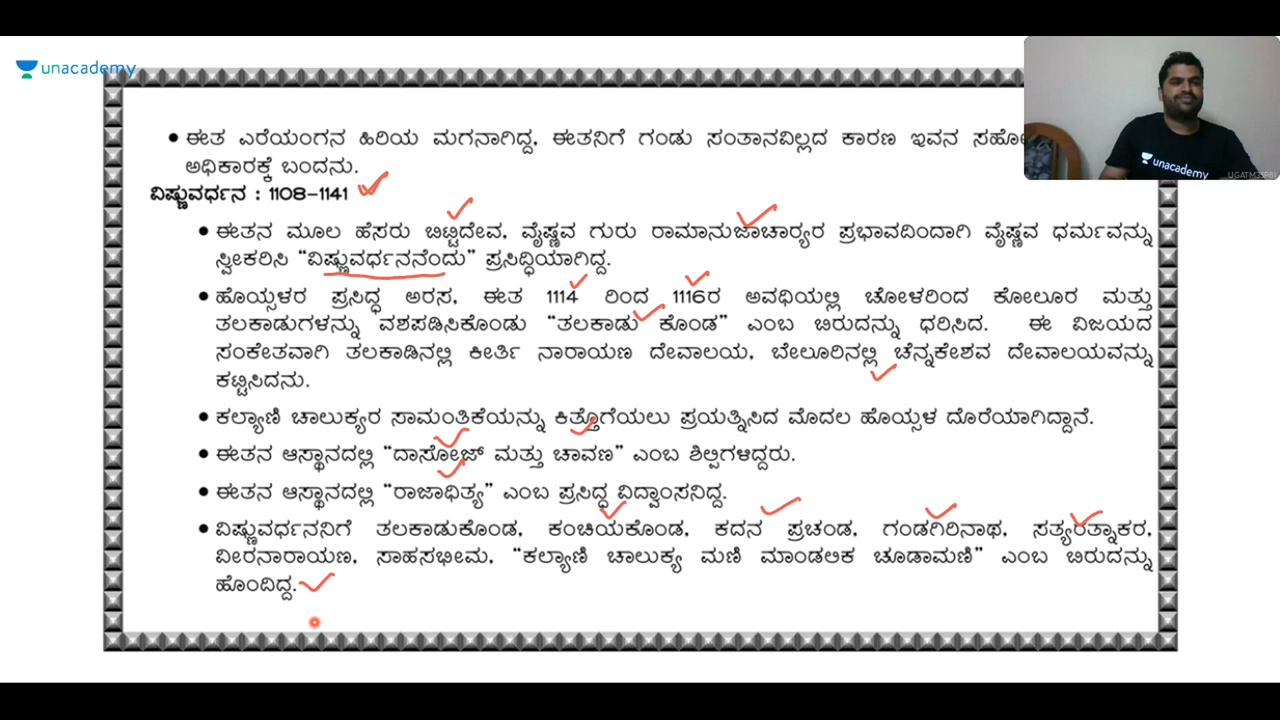 unacademy
• ಈತ ಎರೆಯಂಗನ ಹಿರಿಯ ಮಗನಾಗಿದ್ದ, ಈತನಿಗೆ ಗಂಡು ಸಂತಾನವಿಲ್ಲದ ಕಾರಣ ಇವನ
ಅಧಿಕಾರಕ್ಕೆ ಬಂದನು.
unacademy
UGATM3SP6I
ವಿಷ್ಣುವರ್ಧನ : 1108-1141
• ಈತನ ಮೂಲ ಹೆಸರು ಬಿಟ್ಟಿದೇವ, ವೈಷ್ಣವ ಗುರು ರಾಮಾನುಜಾಚಾರ್‍ಯರ ಪ್ರಭಾವದಿಂದಾಗಿ ವೈಷ್ಣವ ಧರ್ಮವನ್ನು
ಸ್ವೀಕರಿಸಿ “ವಿಷ್ಣುವರ್ಧನನೆಂದು” ಪ್ರಸಿದ್ಧಿಯಾಗಿದ್ದ.
• ಹೊಯ್ಸಳರ ಪ್ರಸಿದ್ಧ ಅರಸ, ಈತ 1114 ರಿಂದ 1116ರ ಅವಧಿಯಲ್ಲಿ ಚೋಳರಿಂದ ಕೋಲೂರ ಮತ್ತು
ತಲಕಾಡುಗಳನ್ನು ವಶಪಡಿಸಿಕೊಂಡು “ತಲಕಾಡು ಕೊಂಡ” ಎಂಬ ಬಿರುದನ್ನು ಧರಿಸಿದ. ಈ ವಿಜಯದ
ಸಂಕೇತವಾಗಿ ತಲಕಾಡಿನಲ್ಲಿ ಕೀರ್ತಿ ನಾರಾಯಣ ದೇವಾಲಯ, ಬೇಲೂರಿನಲ್ಲಿ ಚೆನ್ನಕೇಶವ ದೇವಾಲಯವನ್ನು
ಕಟ್ಟಿಸಿದನು.
• ಕಲ್ಯಾಣಿ ಚಾಲುಕ್ಯರ ಸಾಮಂತಿಕೆಯನ್ನು ಕಿತ್ತೊಗೆಯಲು ಪ್ರಯತ್ನಿಸಿದ ಮೊದಲ ಹೊಯ್ಸಳ ದೊರೆಯಾಗಿದ್ದಾನೆ.
• ಈತನ ಆಸ್ಥಾನದಲ್ಲಿ “ದಾಸೋಜ್ ಮತ್ತು ಚಾವಣ” ಎಂಬ ಶಿಲ್ಪಿಗಳಿದ್ದರು.
• ಈತನ ಆಸ್ಥಾನದಲ್ಲಿ “ರಾಜಾಧಿತ್ಯ” ಎಂಬ ಪ್ರಸಿದ್ಧ ವಿದ್ವಾಂಸನಿದ್ದ.
• ವಿಷ್ಣುವರ್ಧನನಿಗೆ ತಲಕಾಡುಕೊಂಡ, ಕಂಚಿಯಕೊಂಡ, ಕದನ ಪ್ರಚಂಡ, ಗಂಡಗಿರಿನಾಥ, ಸತ್ಯರತ್ನಾಕರ,
ವೀರನಾರಾಯಣ, ಸಾಹಸಭೀಮ, “ಕಲ್ಯಾಣಿ ಚಾಲುಕ್ಯ ಮಣಿ ಮಾಂಡಲಿಕ ಚೂಡಾಮಣಿ” ಎಂಬ ಬಿರುದನ್ನು
ಹೊಂದಿದ್ದ.